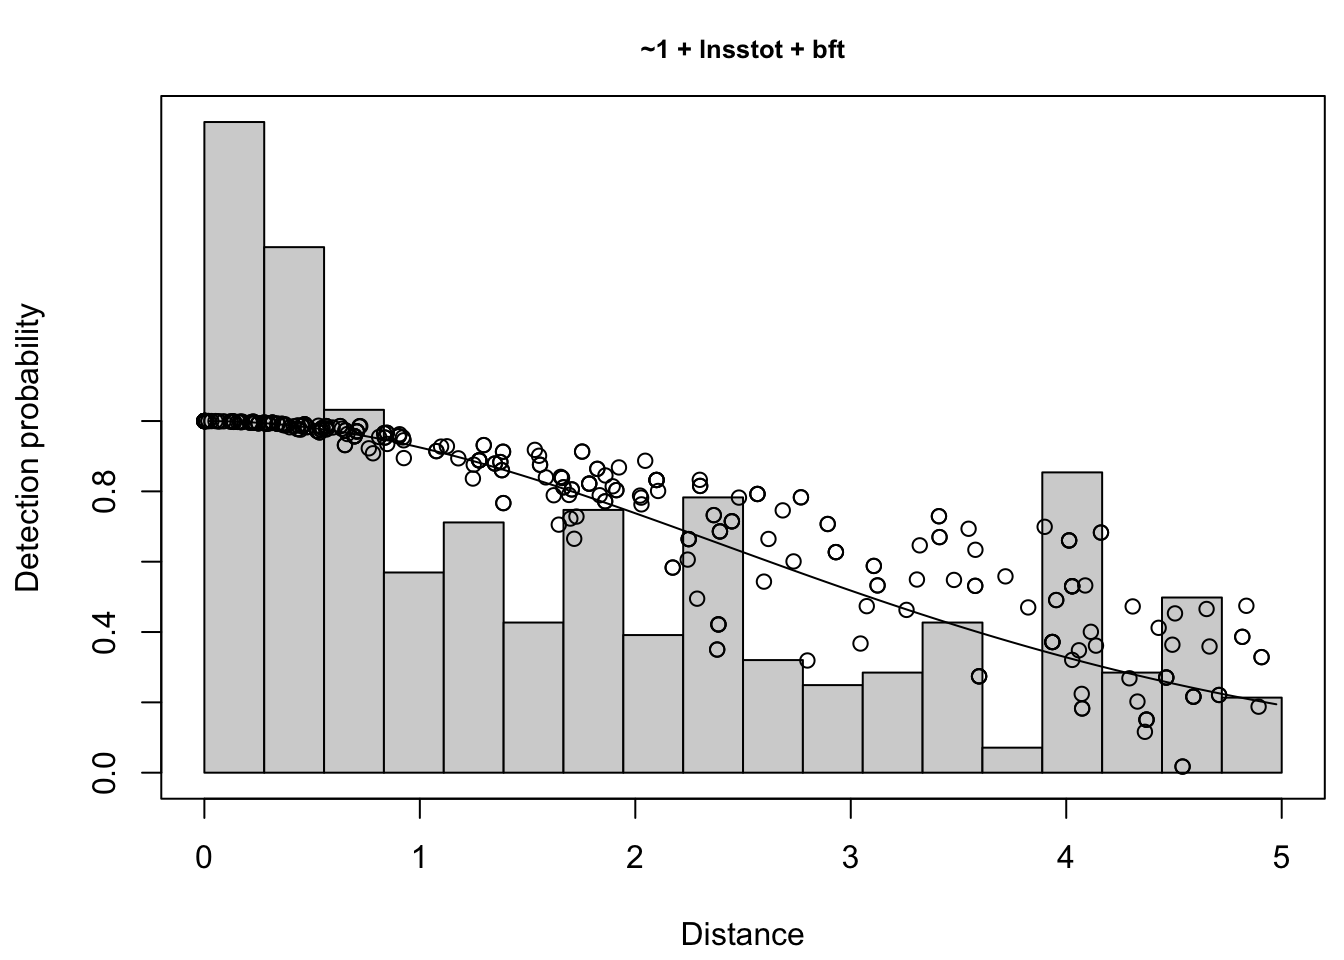 ~1 + lnsstot + bft
Detection probability
0.8
0.4
0.0
0 1 2 3 4 5
Distance